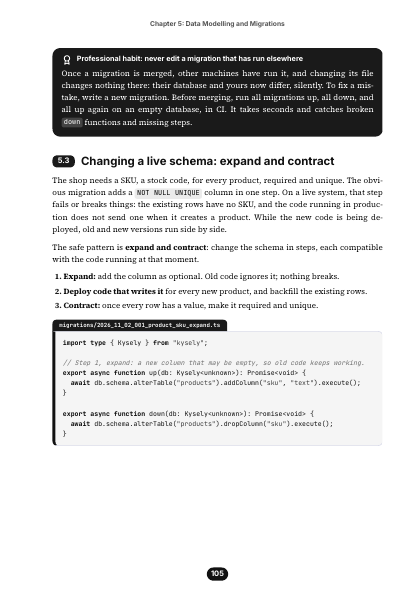 Chapter 5: Data Modelling and Migrations
Professional habit: never edit a migration that has run elsewhere
Once a migration is merged, other machines have run it, and changing its file
changes nothing there: their database and yours now differ, silently. To fix a mis-
take, write a new migration. Before merging, run all migrations up, all down, and
all up again on an empty database, in CI. It takes seconds and catches broken
down functions and missing steps.
5.3 Changing a live schema: expand and contract
The shop needs a SKU, a stock code, for every product, required and unique. The obvi-
ous migration adds a NOT NULL UNIQUE column in one step. On a live system, that step
fails or breaks things: the existing rows have no SKU, and the code running in produc-
tion does not send one when it creates a product. While the new code is being de-
ployed, old and new versions run side by side.
The safe pattern is expand and contract: change the schema in steps, each compatible
with the code running at that moment.
1. Expand: add the column as optional. Old code ignores it; nothing breaks.
2. Deploy code that writes it for every new product, and backfill the existing rows.
3. Contract: once every row has a value, make it required and unique.
migrations/2026_11_02_001_product_sku_expand.ts
import type { Kysely } from "kysely";
// Step 1, expand: a new column that may be empty, so old code keeps working.
export async function up(db: Kysely<unknown>): Promise<void> {
await db.schema.alterTable("products").addColumn("sku", "text").execute();
}
export async function down(db: Kysely<unknown>): Promise<void> {
await db.schema.alterTable("products").dropColumn("sku").execute();
}
105